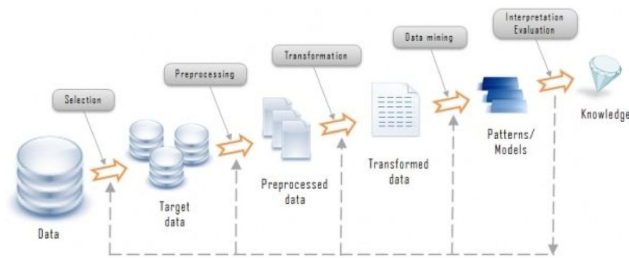 Interpretation
Evaluation
Data mining
Transformation
Preprocessing
Selection
Knowledge
Patterns/
Models
Transformed
data
Preprocessed
data
Target
data
Data